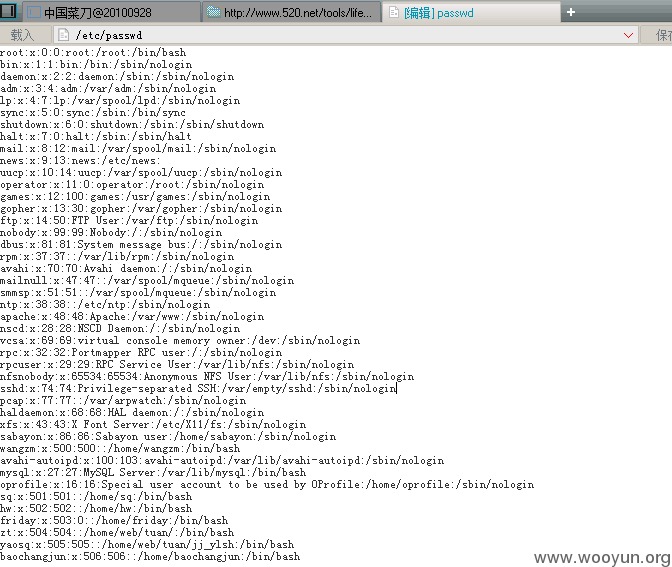 中国菜刀@20100928
http://www.520.net/tools/life...
[编辑] passwd
载入
/etc/passwd
保存
root:x:0:0:root:/root:/bin/bash
bin:x:1:1:bin:/bin:/sbin/nologin
daemon:x:2:2:daemon:/sbin:/sbin/nologin
adm:x:3:4:adm:/var/adm:/sbin/nologin
lp:x:4:7:lp:/var/spool/lpd:/sbin/nologin
sync:x:5:0:sync:/sbin:/bin/sync
shutdown:x:6:0:shutdown:/sbin:/sbin/shutdown
halt:x:7:0:halt:/sbin:/sbin/halt
mail:x:8:12:mail:/var/spool/mail:/sbin/nologin
news:x:9:13:news:/etc/news:
uucp:x:10:14:uucp:/var/spool/uucp:/sbin/nologin
operator:x:11:0:operator:/root:/sbin/nologin
games:x:12:100:games:/usr/games:/sbin/nologin
gopher:x:13:30:gopher:/var/gopher:/sbin/nologin
ftp:x:14:50:FTP User:/var/ftp:/sbin/nologin
nobody:x:99:99:Nobody:/:/sbin/nologin
dbus:x:81:81:System message bus:/:/sbin/nologin
rpm:x:37:37::/var/lib/rpm:/sbin/nologin
avahi:x:70:70:Avahi daemon:/:/sbin/nologin
mailnull:x:47:47::/var/spool/mqueue:/sbin/nologin
smmsp:x:51:51::/var/spool/mqueue:/sbin/nologin
ntp:x:38:38::/etc/ntp:/sbin/nologin
apache:x:48:48:Apache:/var/www:/sbin/nologin
nscd:x:28:28:NSCD Daemon:/:/sbin/nologin
vcsa:x:69:69:virtual console memory owner:/dev:/sbin/nologin
rpc:x:32:32:Portmapper RPC user:/:/sbin/nologin
rpcuser:x:29:29:RPC Service User:/var/lib/nfs:/sbin/nologin
nfsnobody:x:65534:65534:Anonymous NFS User:/var/lib/nfs:/sbin/nologin
sshd:x:74:74:Privilege-separated SSH:/var/empty/sshd:/sbin/nologin
pcap:x:77:77::/var/arpwatch:/sbin/nologin
haldaemon:x:68:68:HAL daemon:/:/sbin/nologin
xfs:x:43:43:X Font Server:/etc/X11/fs:/sbin/nologin
sabayon:x:86:86:Sabayon user:/home/sabayon:/sbin/nologin
wangzm:x:500:500::/home/wangzm:/bin/bash
avahi-autoipd:x:100:103:avahi-autoipd:/var/lib/avahi-autoipd:/sbin/nologin
mysql:x:27:27:MySQL Server:/var/lib/mysql:/bin/bash
oprofile:x:16:16:Special user account to be used by OProfile:/home/oprofile:/sbin/nologin
sq:x:501:501::/home/sq:/bin/bash
hw:x:502:502::/home/hw:/bin/bash
friday:x:503:0::/home/friday:/bin/bash
zt:x:504:504::/home/web/tuan/:/bin/bash
yaosq:x:505:505::/home/web/tuan/jj_ylsh:/bin/bash
baochangjun:x:506:506::/home/baochangjun:/bin/bash
www.wooyun.org